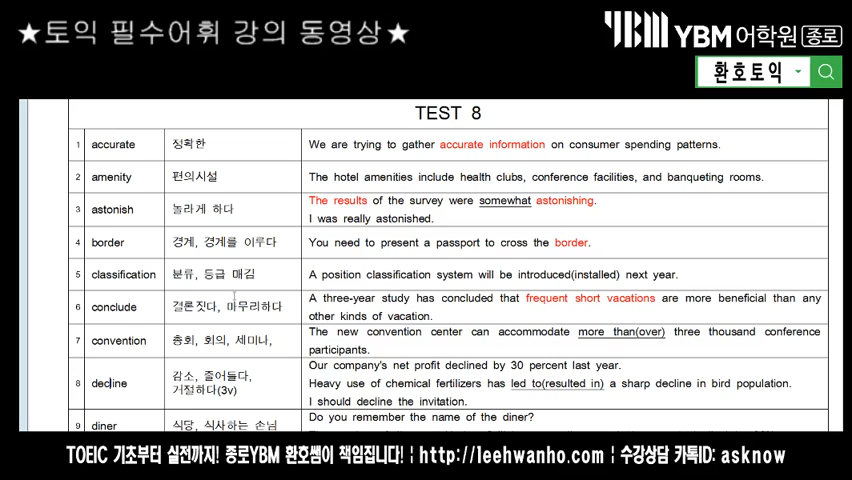 ★토익 필수어휘 강의 동영상★
YBM YBM어학원 종로
환호토익
TEST 8
1 accurate 정확한 We are trying to gather accurate information on consumer spending patterns.
2 amenity 편의시설 The hotel amenities include health clubs, conference facilities, and banqueting rooms.
3 astonish 놀라게 하다 The results of the survey were somewhat astonishing.
I was really astonished.
4 border 경계, 경계를 이루다 You need to present a passport to cross the border.
5 classification 분류, 등급 매김 A position classification system will be introduced(installed) next year.
6 conclude 결론짓다, 마무리하다 A three-year study has concluded that frequent short vacations are more beneficial than any
other kinds of vacation.
7 convention 총회, 회의, 세미나, The new convention center can accommodate more than(over) three thousand conference
participants.
8 decline 감소, 줄어들다, Our company's net profit declined by 30 percent last year.
거절하다(3v) Heavy use of chemical fertilizers has led to(resulted in) a sharp decline in bird population.
I should decline the invitation.
9 diner 식당, 식사하는 손님 Do you remember the name of the diner?
TOEIC 기초부터 실전까지! 종로YBM 환호쌤이 책임집니다! ¦ http://leehwanho.com ¦ 수강상담 카톡ID: asknow